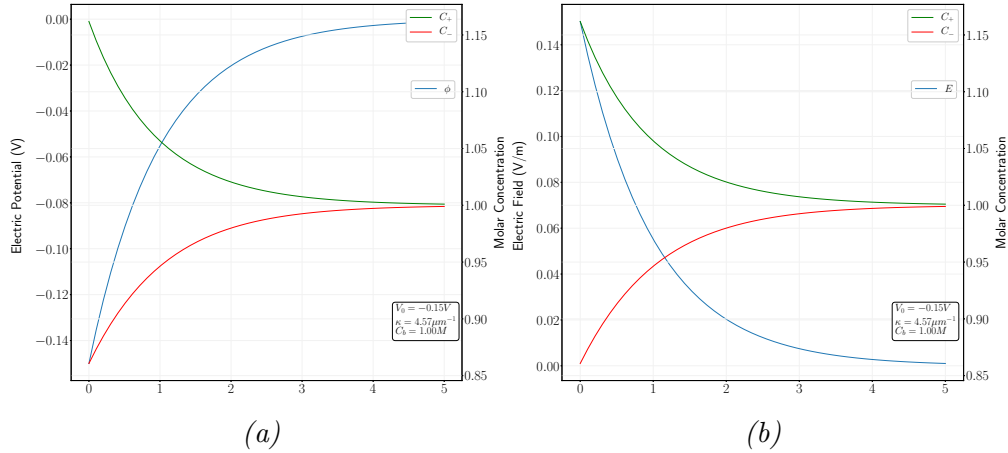 C₊
C₋
ϕ
0.00
−0.02
−0.04
−0.06
−0.08
−0.10
−0.12
−0.14
Electric Potential (V)
1.15
1.10
1.05
1.00
0.95
0.90
0.85
Molar Concentration
V₀ = −0.15V
κ = 4.57μm⁻¹
C_b = 1.00M
0 1 2 3 4 5
(a)
C₊
C₋
E
0.14
0.12
0.10
0.08
0.06
0.04
0.02
0.00
Electric Field (V/m)
1.15
1.10
1.05
1.00
0.95
0.90
0.85
Molar Concentration
V₀ = −0.15V
κ = 4.57μm⁻¹
C_b = 1.00M
0 1 2 3 4 5
(b)